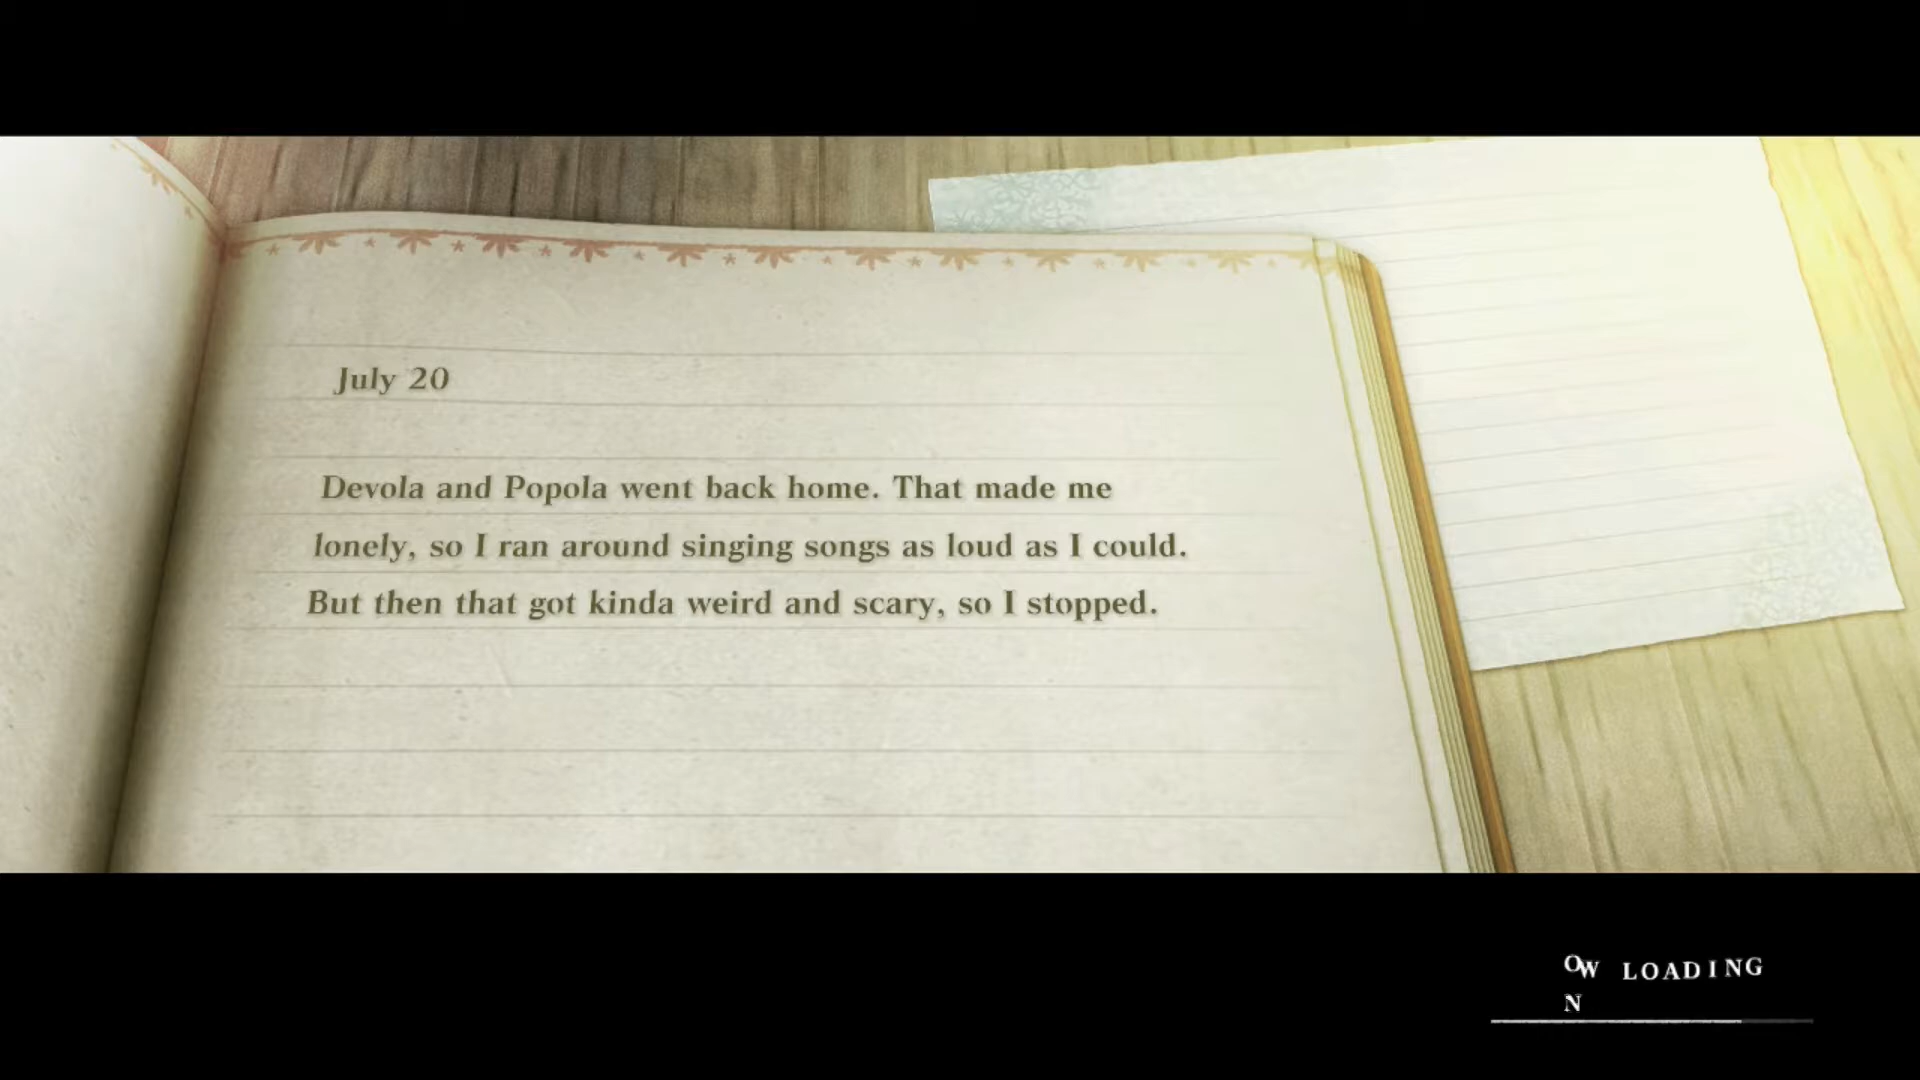 July 20
Devola and Popola went back home. That made me
lonely, so I ran around singing songs as loud as I could.
But then that got kinda weird and scary, so I stopped.
NOW LOADING